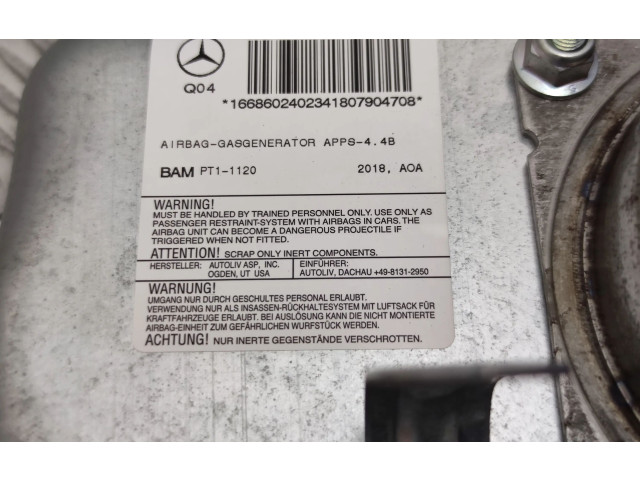 Q04
*1668602402341807904708*
AIRBAG-GASGENERATOR APPS-4.4B
BAM PT1-1120 2018, AOA
WARNING!
MUST BE HANDLED BY TRAINED PERSONNEL ONLY. USE ONLY AS
PASSENGER RESTRAINT-SYSTEM WITH AIRBAGS IN CARS. THE
AIRBAG UNIT CAN BECOME A DANGEROUS PROJECTILE IF
TRIGGERED WHEN NOT FITTED.
ATTENTION! SCRAP ONLY INERT COMPONENTS.
HERSTELLER: AUTOLIV ASP, INC. EINFÜHRER:
OGDEN, UT USA AUTOLIV, DACHAU +49-8131-2950
WARNUNG!
UMGANG NUR DURCH GESCHULTES PERSONAL ERLAUBT.
VERWENDUNG NUR ALS INSASSEN-RÜCKHALTESYSTEM MIT LUFTSACK FÜR
KRAFTFAHRZEUGE ERLAUBT. BEI AUSLÖSUNG KANN DIE NICHT MONTIERTE
AIRBAG-EINHEIT ZUM GEFÄHRLICHEN WURFSTÜCK WERDEN.
ACHTUNG! NUR INERTE GEGENSTÄNDE VERSCHROTTEN.